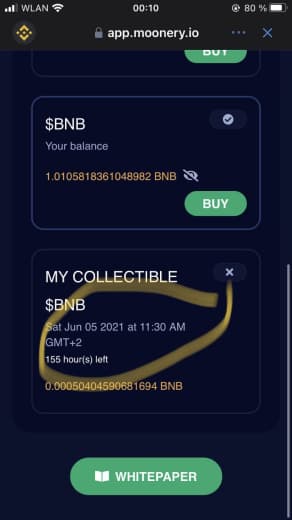 WLAN 00:10 80 %
app.moonery.io
BUY
$BNB
Your balance
1.0105818361048982 BNB
BUY
MY COLLECTIBLE
$BNB
Sat Jun 05 2021 at 11:30 AM
GMT+2
155 hour(s) left
0.00050404590681694 BNB
WHITEPAPER